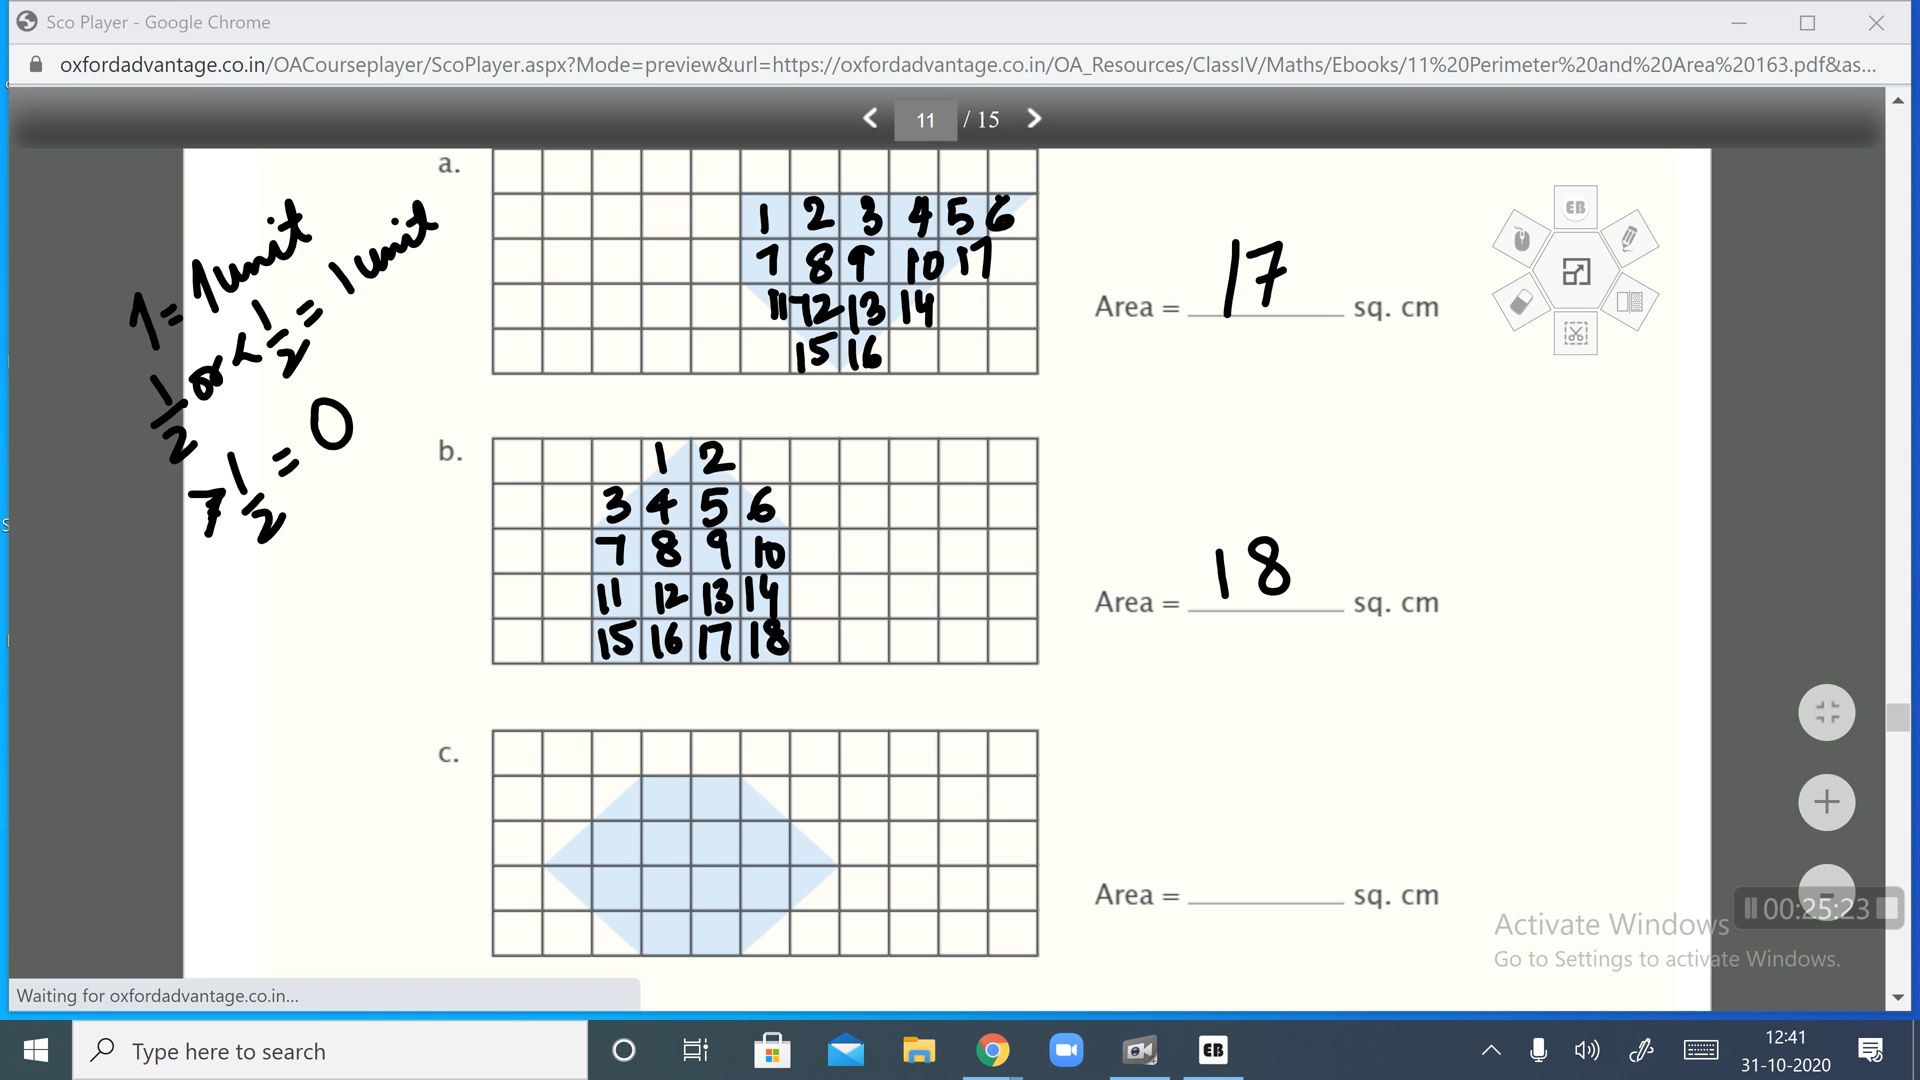 Sco Player - Google Chrome
oxfordadvantage.co.in/OACourseplayer/ScoPlayer.aspx?Mode=preview&url=https://oxfordadvantage.co.in/OA_Resources/ClassIV/Maths/Ebooks/11%20Perimeter%20and%20Area%20163.pdf&as...
11 / 15
a.
1 2 3 4 5 6
7 8 9 10 17
11 12 13 14
15 16
Area = 17 sq. cm
1 = 1 unit
1/2 or < 1/2 = 1 unit
7 1/2 = 0
EB
b.
1 2
3 4 5 6
7 8 9 10
11 12 13 14
15 16 17 18
Area = 18 sq. cm
c.
Area = ________ sq. cm
00:25:23
Activate Windows
Go to Settings to activate Windows.
Waiting for oxfordadvantage.co.in...
Type here to search
EB
12:41
31-10-2020